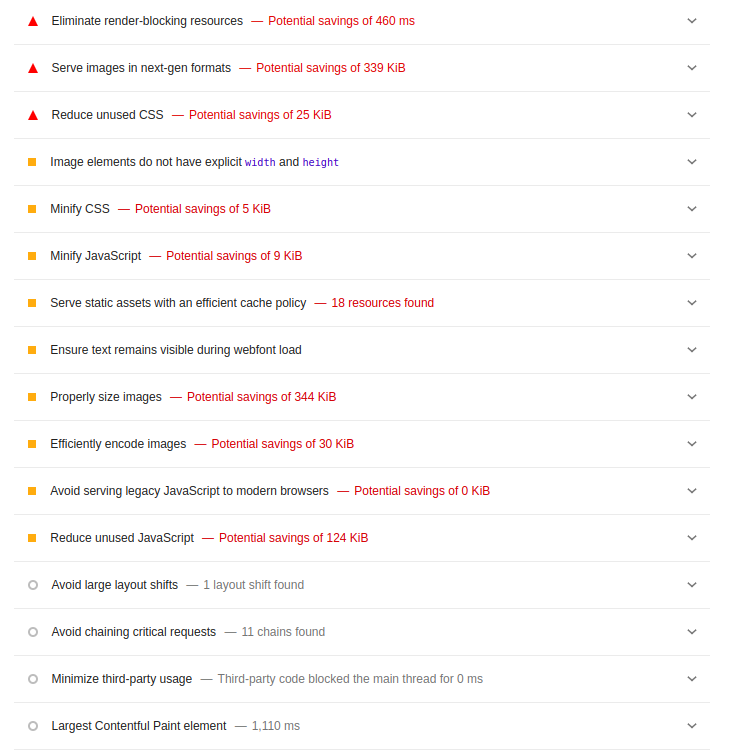 Eliminate render-blocking resources — Potential savings of 460 ms
Serve images in next-gen formats — Potential savings of 339 KiB
Reduce unused CSS — Potential savings of 25 KiB
Image elements do not have explicit width and height
Minify CSS — Potential savings of 5 KiB
Minify JavaScript — Potential savings of 9 KiB
Serve static assets with an efficient cache policy — 18 resources found
Ensure text remains visible during webfont load
Properly size images — Potential savings of 344 KiB
Efficiently encode images — Potential savings of 30 KiB
Avoid serving legacy JavaScript to modern browsers — Potential savings of 0 KiB
Reduce unused JavaScript — Potential savings of 124 KiB
Avoid large layout shifts — 1 layout shift found
Avoid chaining critical requests — 11 chains found
Minimize third-party usage — Third-party code blocked the main thread for 0 ms
Largest Contentful Paint element — 1,110 ms